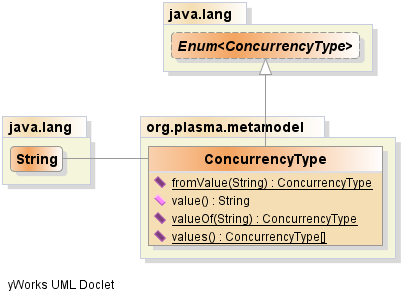 java.lang
Enum<ConcurrencyType>
java.lang
String
org.plasma.metamodel
ConcurrencyType
fromValue(String) : ConcurrencyType
value() : String
valueOf(String) : ConcurrencyType
values() : ConcurrencyType[]
yWorks UML Doclet